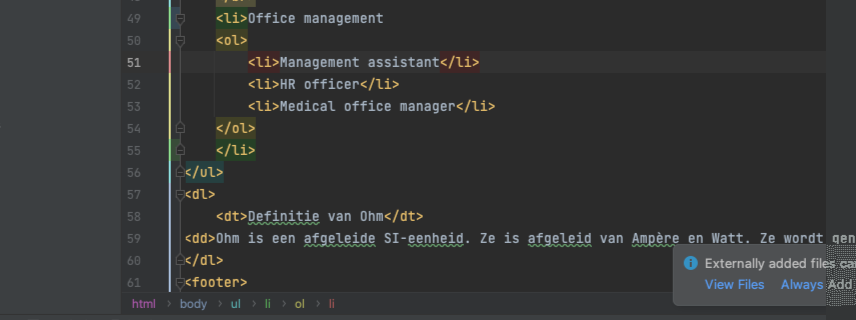 49 <li>Office management
50 <ol>
51 <li>Management assistant</li>
52 <li>HR officer</li>
53 <li>Medical office manager</li>
54 </ol>
55 </li>
56 </ul>
57 <dl>
58 <dt>Definitie van Ohm</dt>
59 <dd>Ohm is een afgeleide SI-eenheid. Ze is afgeleid van Ampère en Watt. Ze wordt gen
60 </dl>
61 <footer>
Externally added files can
View Files Always Add
html › body › ul › li › ol › li